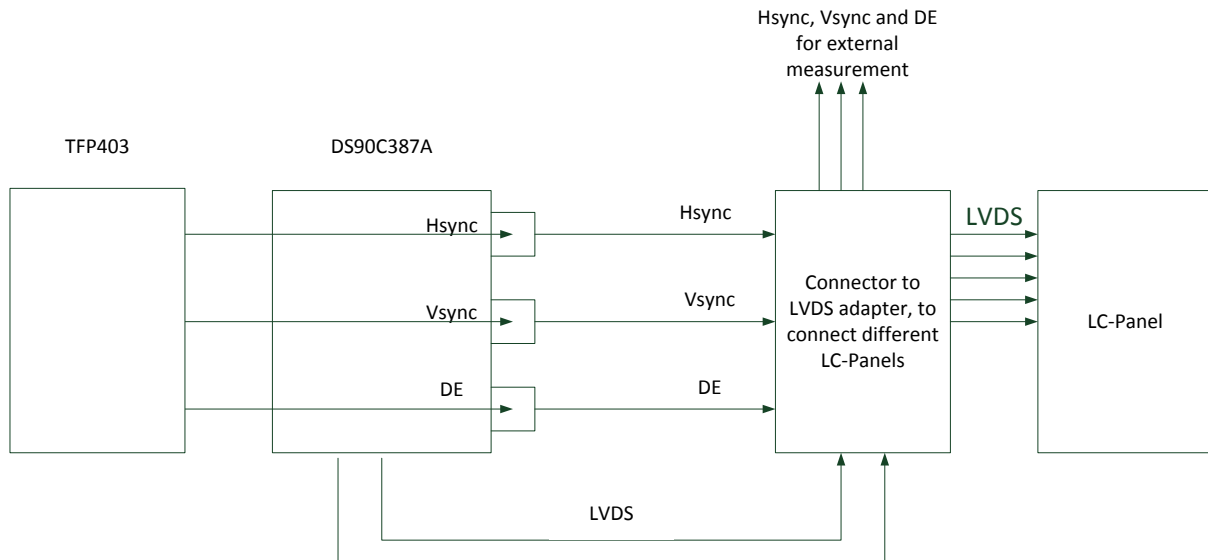 Hsync, Vsync and DE
for external
measurement
TFP403
DS90C387A
Hsync
Hsync
LVDS
Connector to
LVDS adapter, to
connect different
LC-Panels
Vsync
Vsync
LC-Panel
DE
DE
LVDS